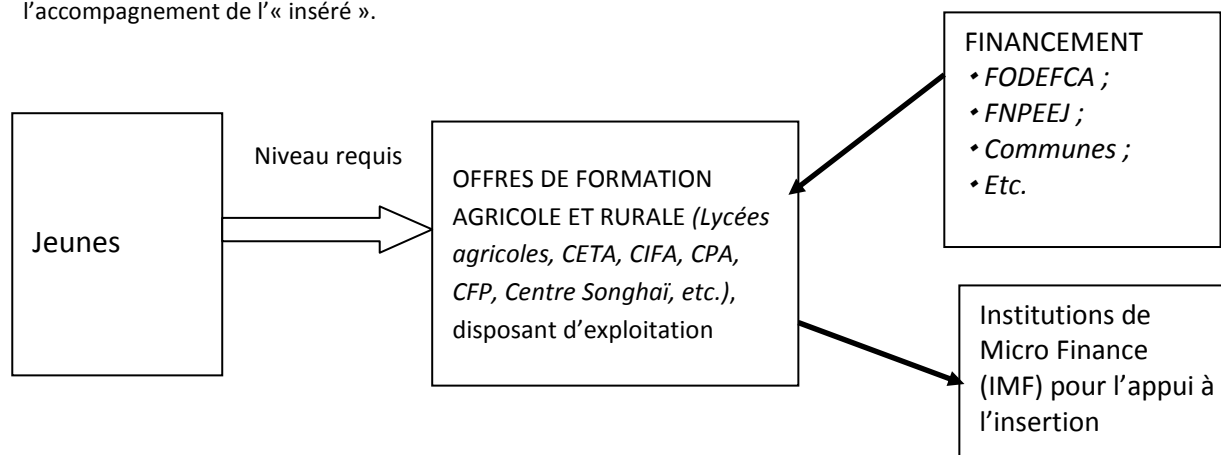 l’accompagnement de l’« inséré ».
Jeunes
Niveau requis
OFFRES DE FORMATION
AGRICOLE ET RURALE (Lycées
agricoles, CETA, CIFA, CPA,
CFP, Centre Songhaï, etc.),
disposant d’exploitation
FINANCEMENT
• FODEFCA ;
• FNPEEJ ;
• Communes ;
• Etc.
Institutions de
Micro Finance
(IMF) pour l’appui à
l’insertion